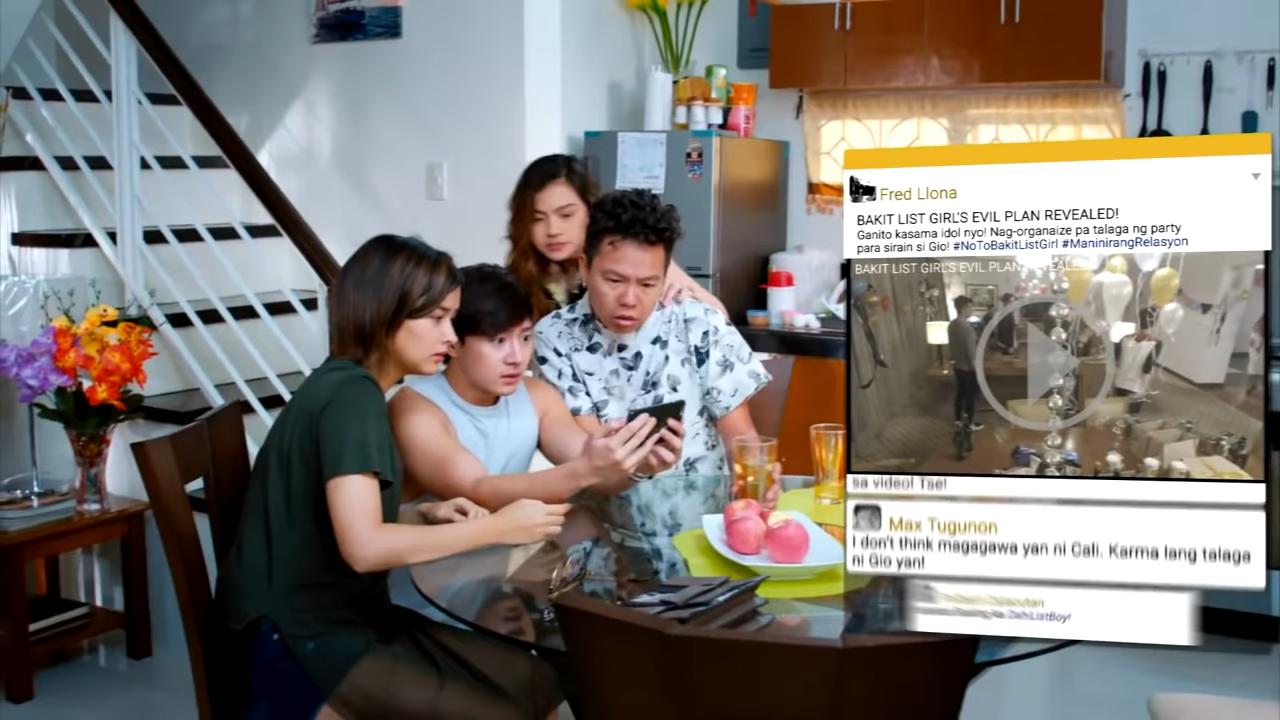 Fred Llona
BAKIT LIST GIRL'S EVIL PLAN REVEALED!
Ganito kasama idol nyo! Nag-organaize pa talaga ng party
para sirain si Gio! #NoToBakitListGirl #ManinirangRelasyon
BAKIT LIST GIRL'S EVIL PLAN REVEALED
sa video! Tse!
Max Tugunon
I don't think magagawa yan ni Cali. Karma lang talaga
ni Gio yan!